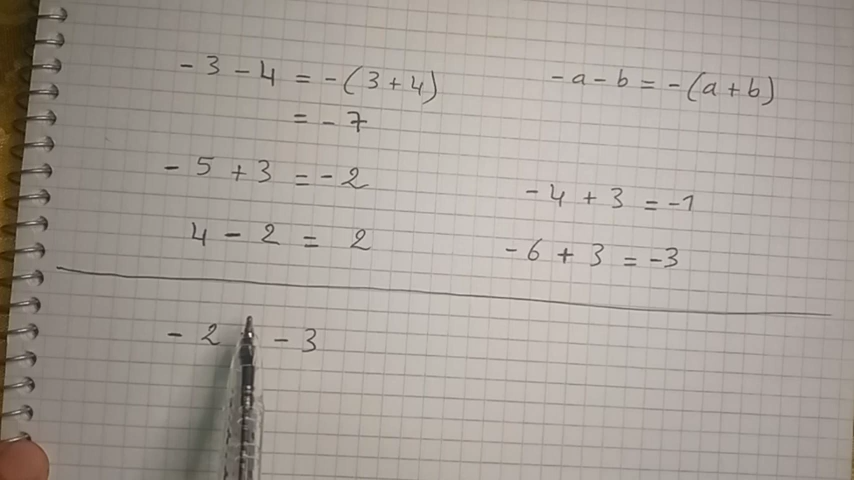 -3-4 = -(3+4)
= -7
-a-b = -(a+b)
-5+3 = -2
4-2 = 2
-4+3 = -1
-6+3 = -3
-2 -3